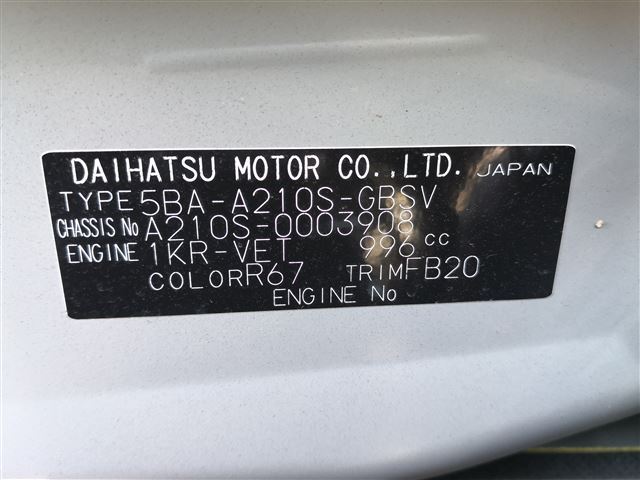 DAIHATSU MOTOR CO.,LTD. JAPAN
TYPE 5BA-A210S-GBSV
CHASSIS No A210S-0003908
ENGINE 1KR-VET 996 cc
COLOR R67 TRIM FB20
ENGINE No